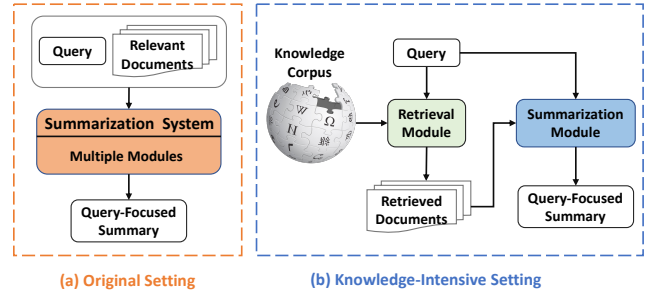 Query
Relevant
Documents
Summarization System
Multiple Modules
Query-Focused
Summary
(a) Original Setting
Knowledge
Corpus
W
Ω
И
Query
Retrieval
Module
Summarization
Module
Retrieved
Documents
Query-Focused
Summary
(b) Knowledge-Intensive Setting